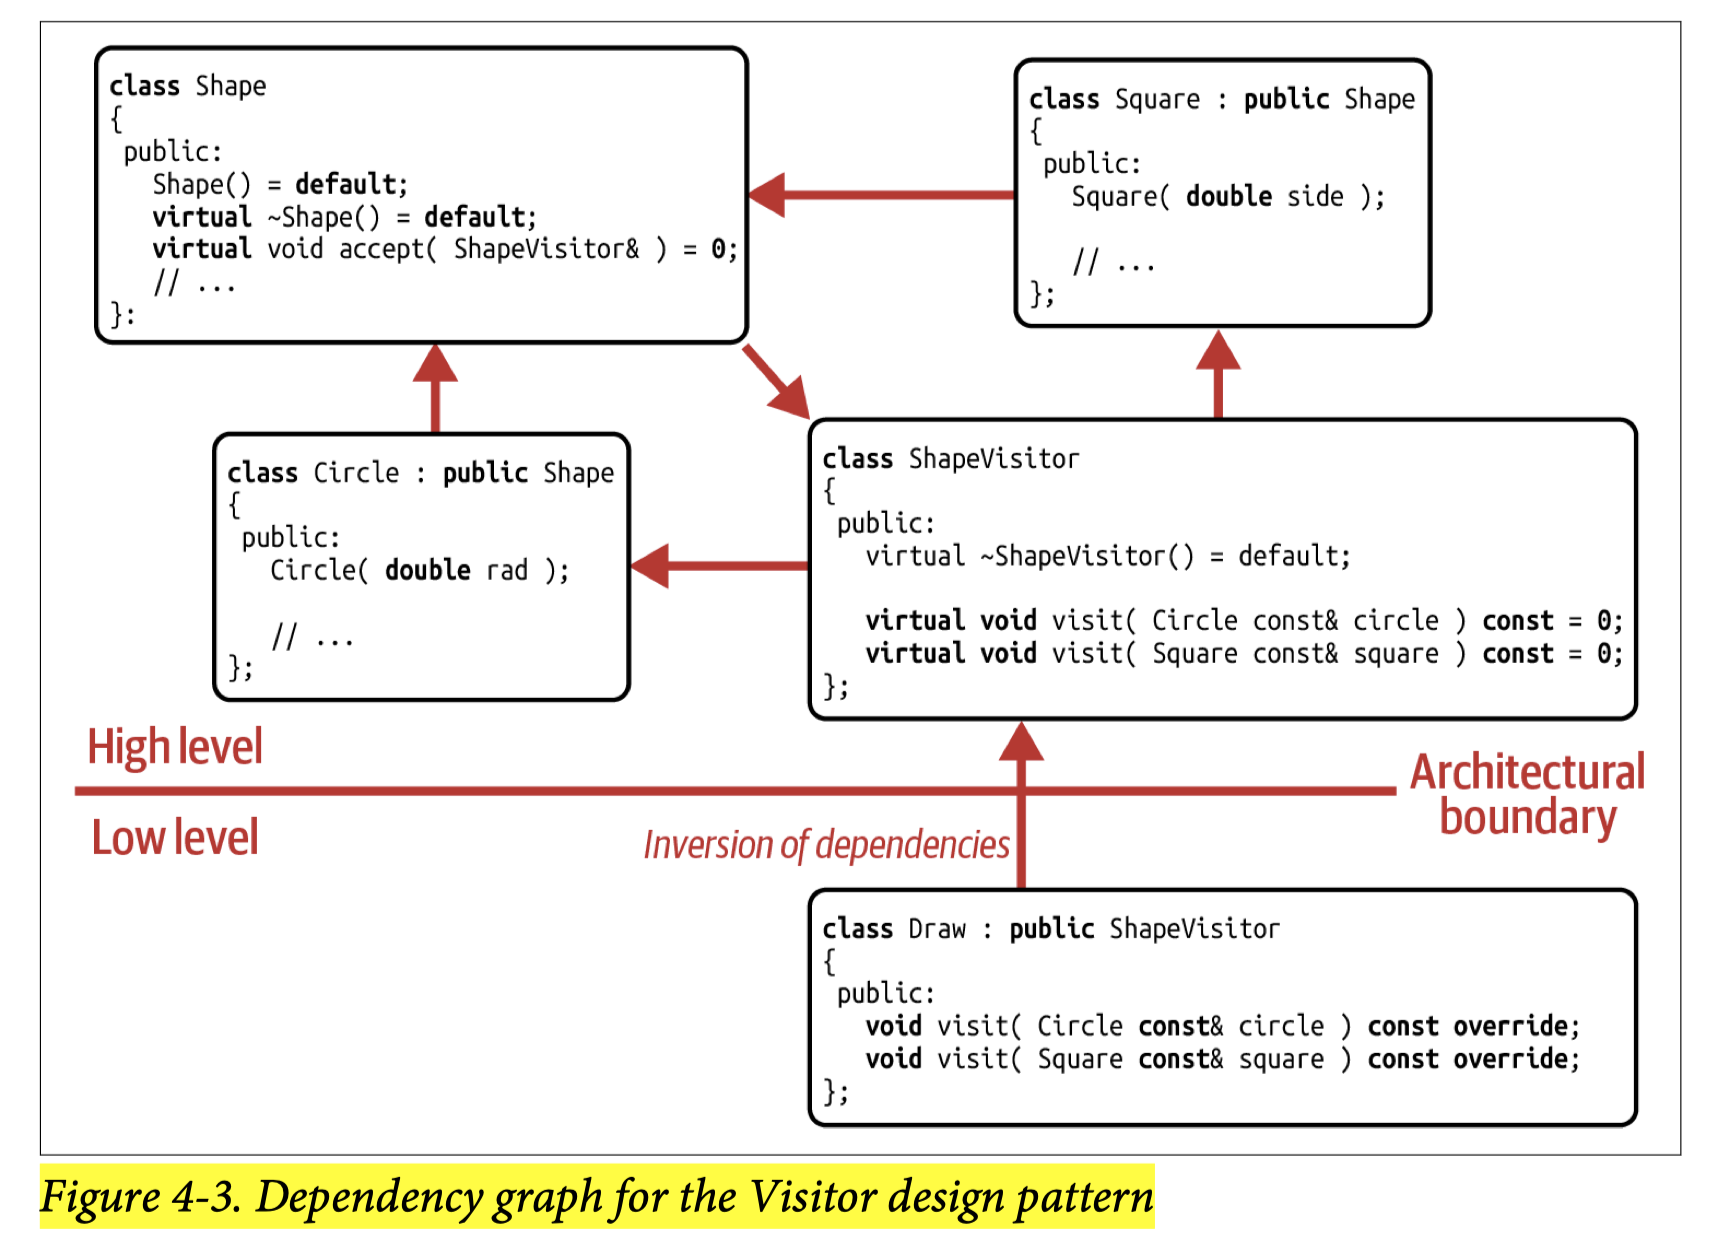 class Shape
{
 public:
   Shape() = default;
   virtual ~Shape() = default;
   virtual void accept( ShapeVisitor& ) = 0;
   // ...
}:
class Square : public Shape
{
 public:
   Square( double side );
   // ...
};
class Circle : public Shape
{
 public:
   Circle( double rad );
   // ...
};
class ShapeVisitor
{
 public:
   virtual ~ShapeVisitor() = default;
   virtual void visit( Circle const& circle ) const = 0;
   virtual void visit( Square const& square ) const = 0;
};
High level
Architectural
boundary
Low level
Inversion of dependencies
class Draw : public ShapeVisitor
{
 public:
   void visit( Circle const& circle ) const override;
   void visit( Square const& square ) const override;
};
Figure 4-3. Dependency graph for the Visitor design pattern